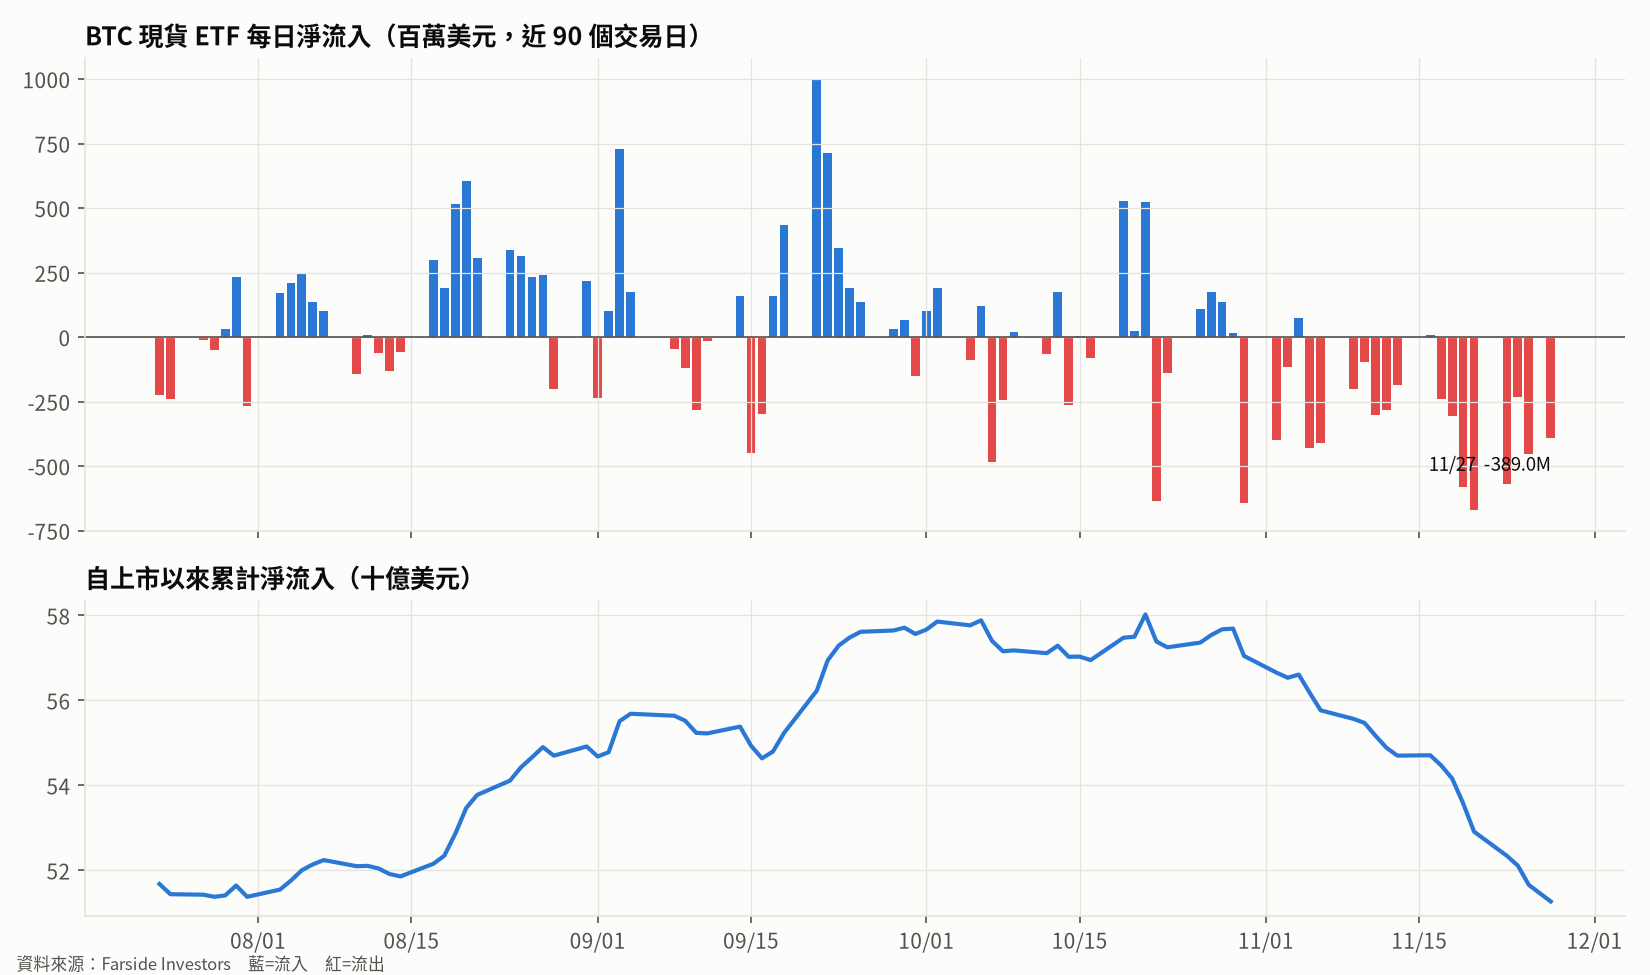 BTC 現貨 ETF 每日淨流入（百萬美元，近 90 個交易日）
1000
750
500
250
0
-250
-500
-750
11/27 -389.0M
自上市以來累計淨流入（十億美元）
58
56
54
52
08/01 08/15 09/01 09/15 10/01 10/15 11/01 11/15 12/01
資料來源：Farside Investors 藍=流入 紅=流出